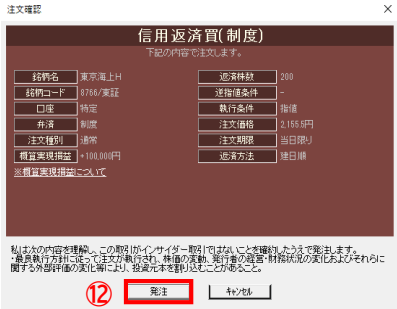 注文確認
信用返済買(制度)
下記の内容で注文します。
銘柄名 東京海上H 返済株数 200
銘柄コード 8766/東証 逆指値条件 -
口座 特定 執行条件 指値
弁済 制度 注文価格 2,155.5円
注文種別 通常 注文期限 当日限り
概算実現損益 +100,000円 返済方法 建日順
※概算実現損益について
私は次の内容を理解し、この取引がインサイダー取引ではないことを確約したうえで発注します。
・最良執行方針に従って注文が執行され、株価の変動、発行者の経営・財務状況の変化およびそれらに
関する外部評価の変化等により、投資元本を割り込むことがあること。
⑫ 発注 キャンセル